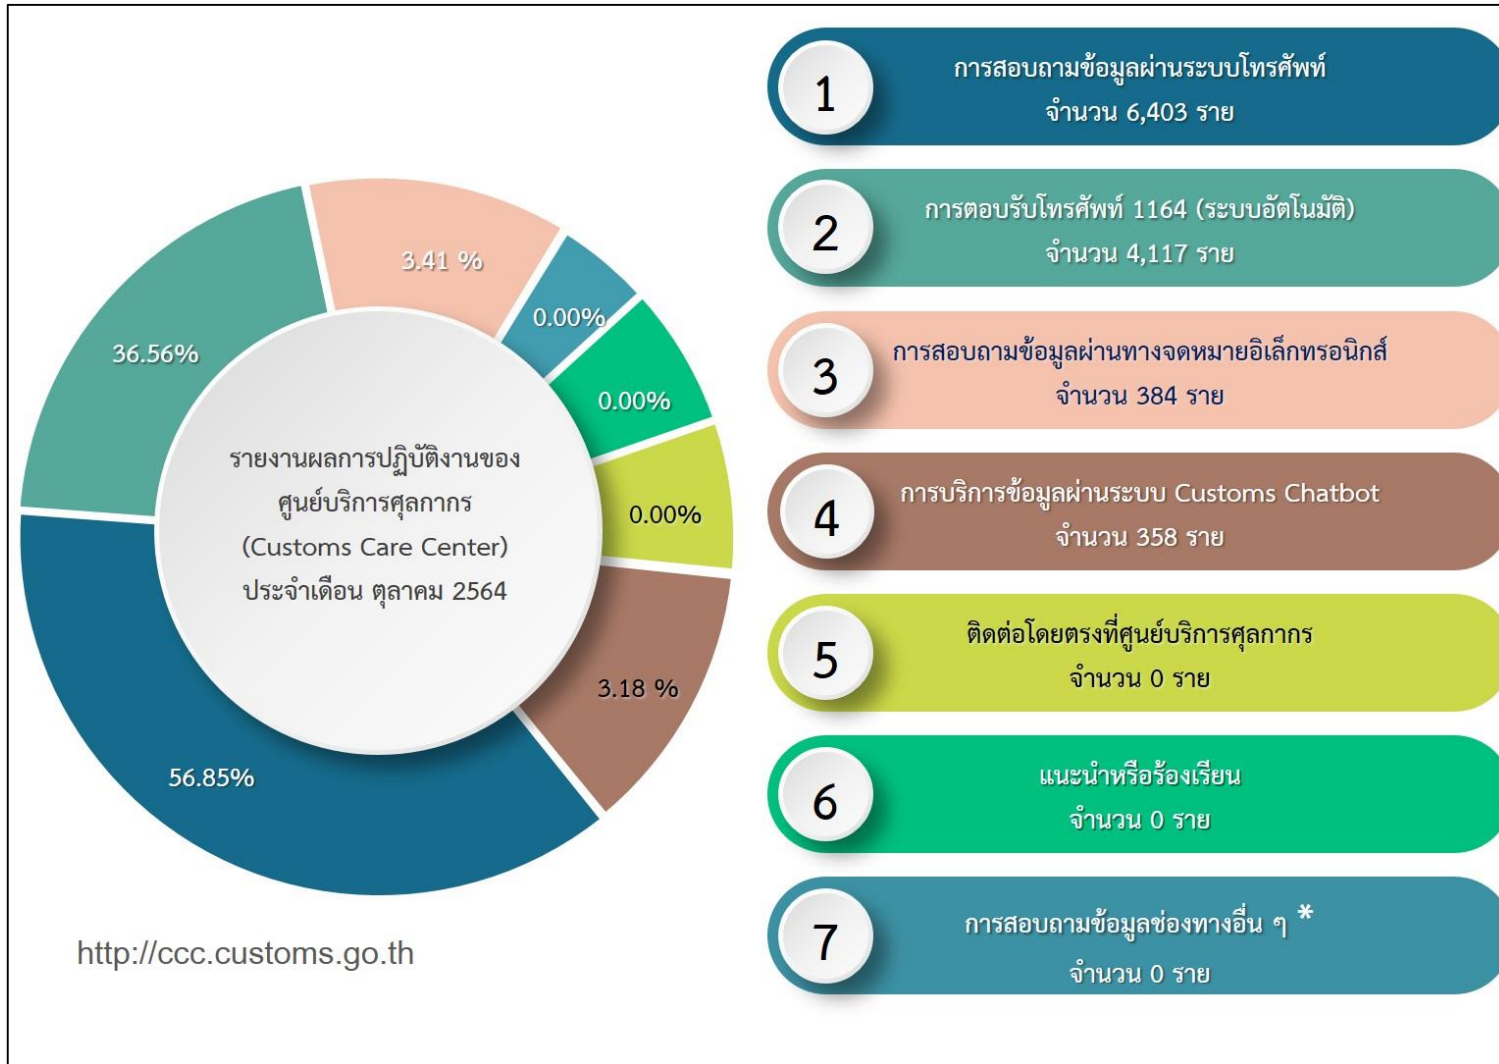 3.41 %
0.00%
36.56%
0.00%
0.00%
3.18 %
56.85%
รายงานผลการปฏิบัติงานของ
ศูนย์บริการศุลกากร
(Customs Care Center)
ประจำเดือน ตุลาคม 2564
http://ccc.customs.go.th
1
การสอบถามข้อมูลผ่านระบบโทรศัพท์
จำนวน 6,403 ราย
2
การตอบรับโทรศัพท์ 1164 (ระบบอัตโนมัติ)
จำนวน 4,117 ราย
3
การสอบถามข้อมูลผ่านทางจดหมายอิเล็กทรอนิกส์
จำนวน 384 ราย
4
การบริการข้อมูลผ่านระบบ Customs Chatbot
จำนวน 358 ราย
5
ติดต่อโดยตรงที่ศูนย์บริการศุลกากร
จำนวน 0 ราย
6
แนะนำหรือร้องเรียน
จำนวน 0 ราย
7
การสอบถามข้อมูลช่องทางอื่น ๆ *
จำนวน 0 ราย